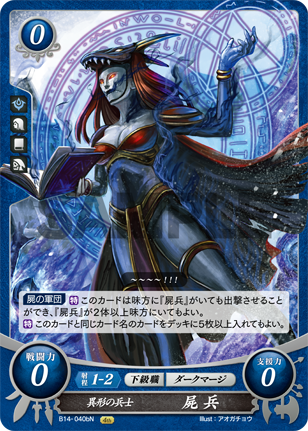 0
0
SAMPLE
~~~~!!!
屍の軍団 特 このカードは味方に『屍兵』がいても出撃させること
ができ、『屍兵』が2体以上味方にいてもよい。
特 このカードと同じカード名のカードをデッキに5枚以上入れてもよい。
戦闘力
0
射程 1-2 下級職 ダークマージ
支援力
0
異形の兵士 屍兵
B14-040bN
Illust:アオガチョウ